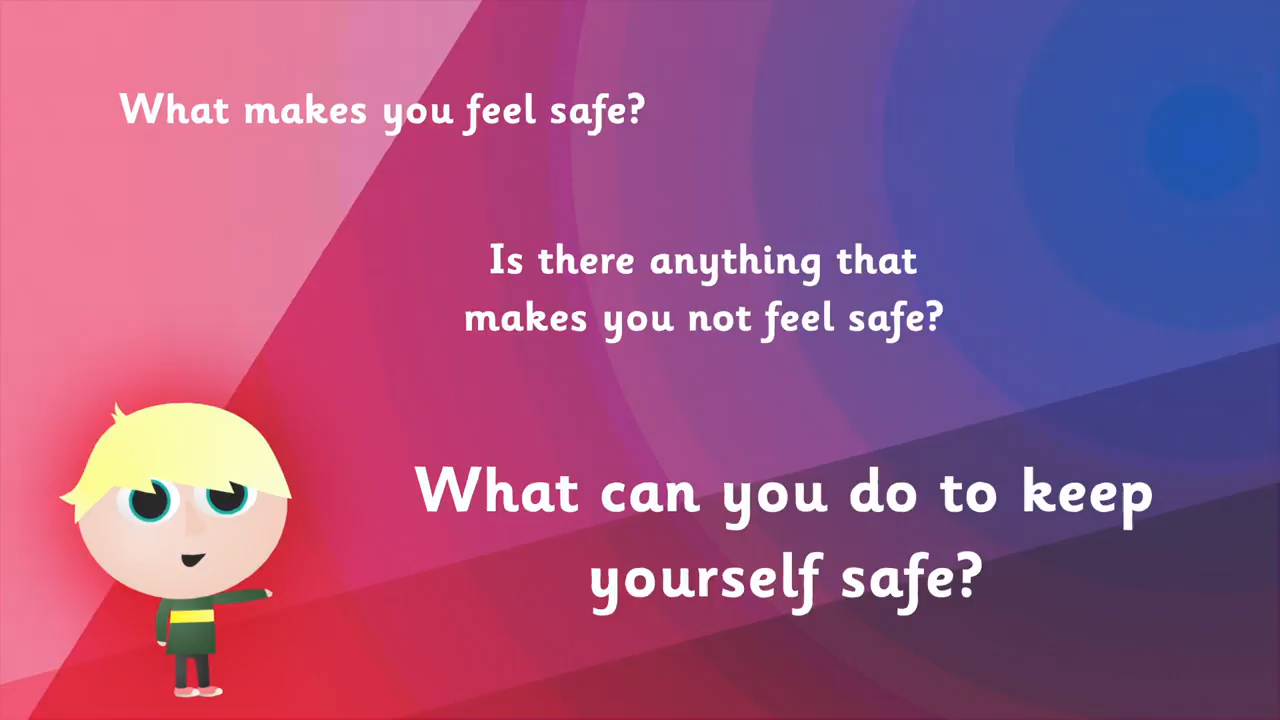 What makes you feel safe?
Is there anything that
makes you not feel safe?
What can you do to keep
yourself safe?